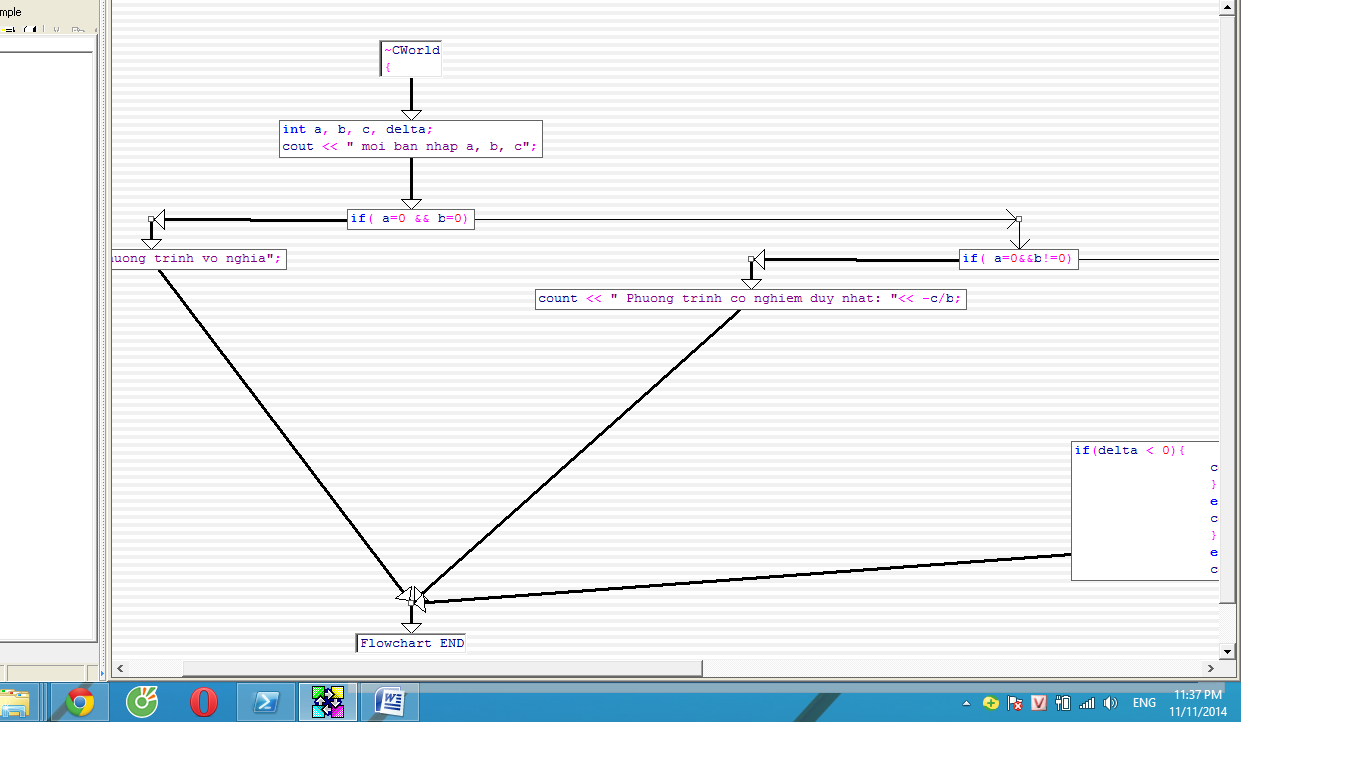 mple
~CWorld
{
int a, b, c, delta;
cout << " moi ban nhap a, b, c";
if( a=0 && b=0)
uong trinh vo nghia";
if( a=0&&b!=0)
count << " Phuong trinh co nghiem duy nhat: "<< -c/b;
if(delta < 0){
c
}
e
c
}
e
c
Flowchart END
ENG
11:37 PM
11/11/2014